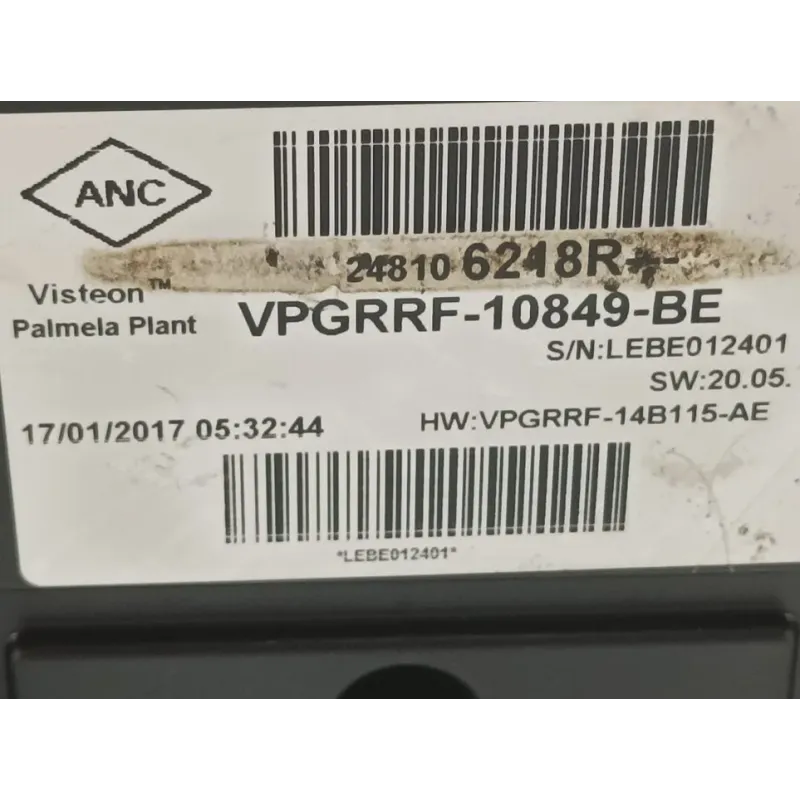 ANC
24810 6218R--
Visteon™
Palmela Plant
VPGRRF-10849-BE
S/N:LEBE012401
SW:20.05.
17/01/2017 05:32:44
HW:VPGRRF-14B115-AE
*LEBE012401*